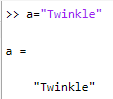 >> a="Twinkle"
a =
"Twinkle"